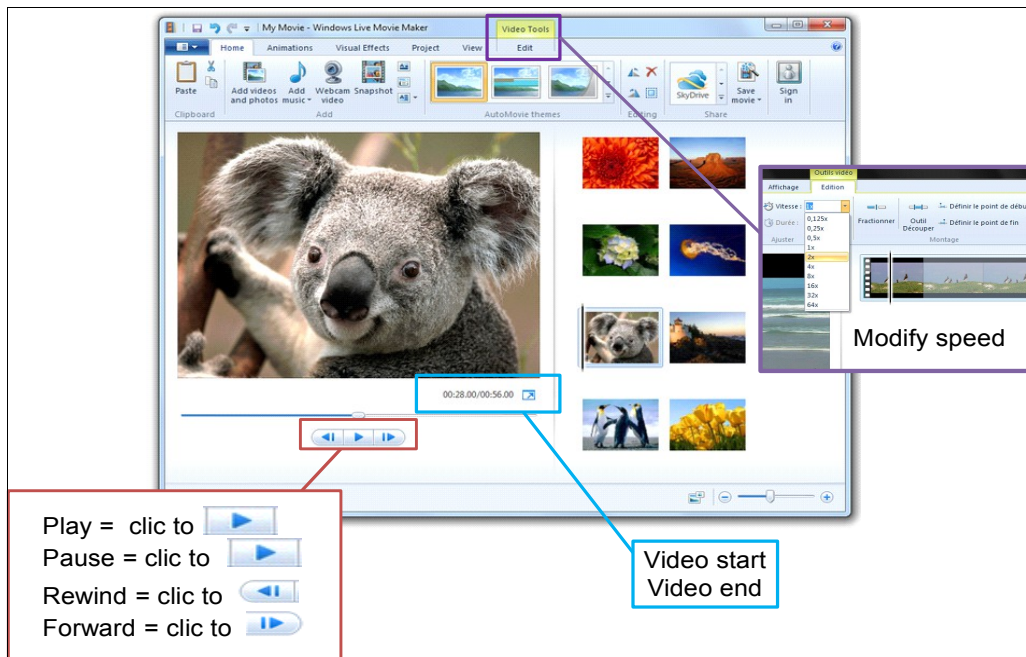 My Movie - Windows Live Movie Maker
Video Tools
Home Animations Visual Effects Project View Edit
Paste
Add videos and photos
Add music
Webcam video
Snapshot
SkyDrive
Save movie
Sign in
Clipboard
Add
AutoMovie themes
Editing
Share
Outils vidéo
Affichage Edition
Vitesse : 1x
Durée :
Ajuster
0,125x
0,25x
0,5x
1x
2x
4x
8x
16x
32x
64x
Fractionner
Outil
Découper
Définir le point de débu
Définir le point de fin
Montage
Modify speed
00:28.00/00:56.00
Play = clic to
Pause = clic to
Rewind = clic to
Forward = clic to
Video start
Video end